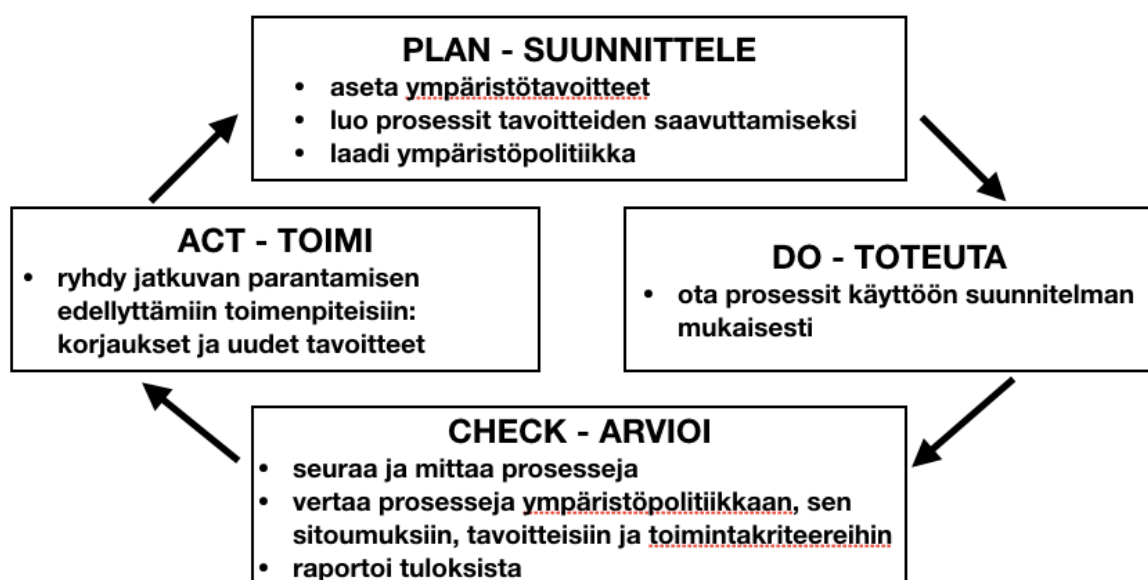 PLAN - SUUNNITTELE
• aseta ympäristötavoitteet
• luo prosessit tavoitteiden saavuttamiseksi
• laadi ympäristöpolitiikka
ACT - TOIMI
• ryhdy jatkuvan parantamisen
edellyttämiin toimenpiteisiin:
korjaukset ja uudet tavoitteet
DO - TOTEUTA
• ota prosessit käyttöön suunnitelman
mukaisesti
CHECK - ARVIOI
• seuraa ja mittaa prosesseja
• vertaa prosesseja ympäristöpolitiikkaan, sen
sitoumuksiin, tavoitteisiin ja toimintakriteereihin
• raportoi tuloksista